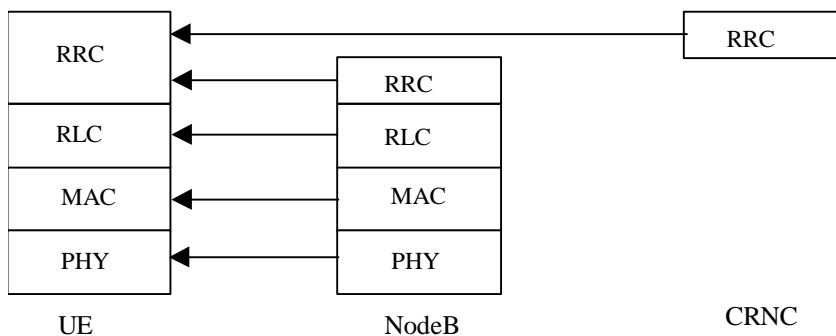 RRC
RRC
RRC
RLC
RLC
MAC
MAC
PHY
PHY
UE
NodeB
CRNC